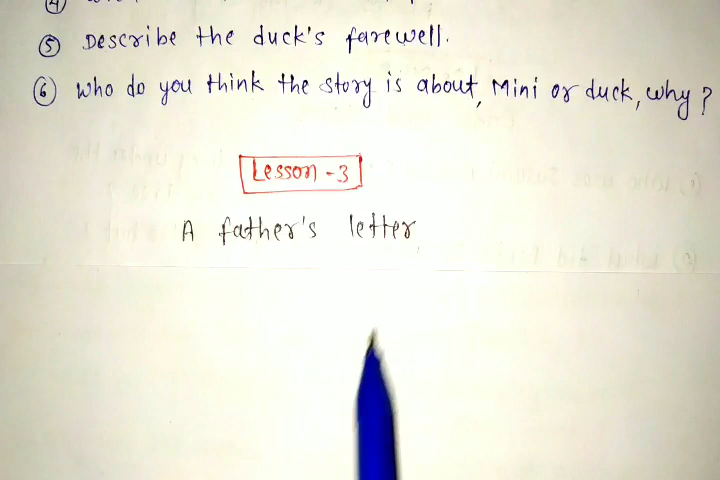 ④
⑤ Describe the duck's farewell.
⑥ who do you think the story is about, Mini or duck, why?
Lesson - 3
A father's letter